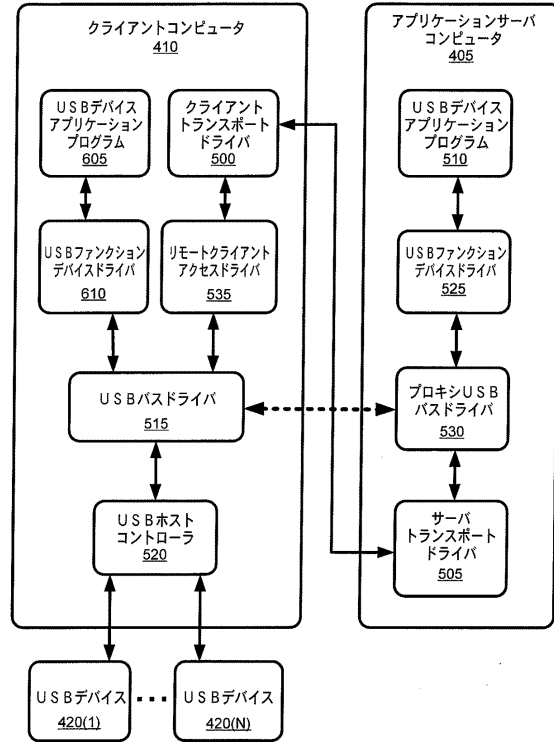 クライアントコンピュータ
410
USBデバイス
アプリケーション
プログラム
605
クライアント
トランスポート
ドライバ
500
USBファンクション
デバイスドライバ
610
リモートクライアント
アクセスドライバ
535
USBバスドライバ
515
USBホスト
コントローラ
520
USBデバイス
420(1)
USBデバイス
420(N)
アプリケーションサーバ
コンピュータ
405
USBデバイス
アプリケーション
プログラム
510
USBファンクション
デバイスドライバ
525
プロキシUSB
バスドライバ
530
サーバ
トランスポート
ドライバ
505